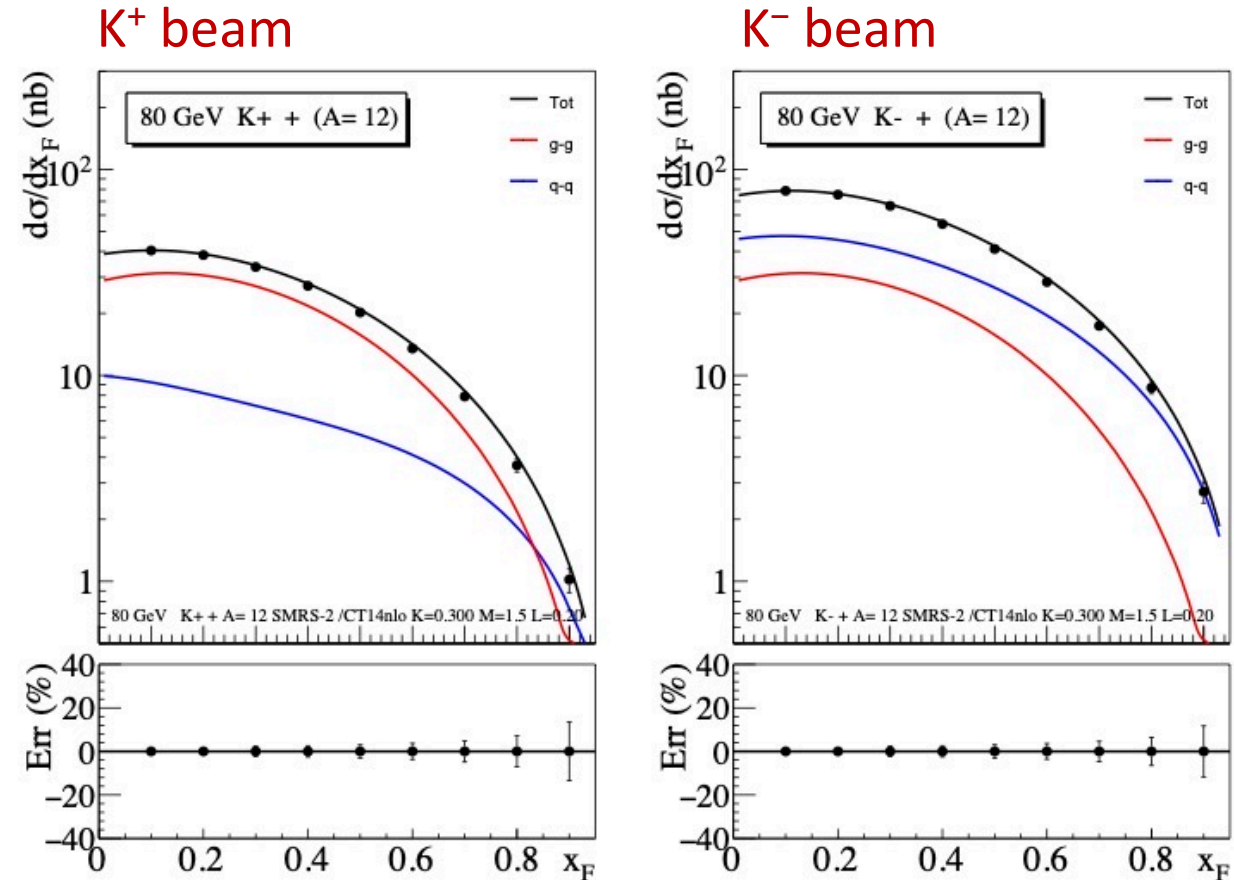 K⁺ beam
dσ/dx_F (nb)
80 GeV K+ + (A= 12)
Tot
g-g
q-q
10²
10
1
80 GeV K+ + A= 12 SMRS-2 /CT14nlo K=0.300 M=1.5 L=0.20
Err (%)
40
20
0
−20
−40
0 0.2 0.4 0.6 0.8 x_F
K⁻ beam
dσ/dx_F (nb)
80 GeV K- + (A= 12)
Tot
g-g
q-q
10²
10
1
80 GeV K- + A= 12 SMRS-2 /CT14nlo K=0.300 M=1.5 L=0.20
Err (%)
40
20
0
−20
−40
0 0.2 0.4 0.6 0.8 x_F